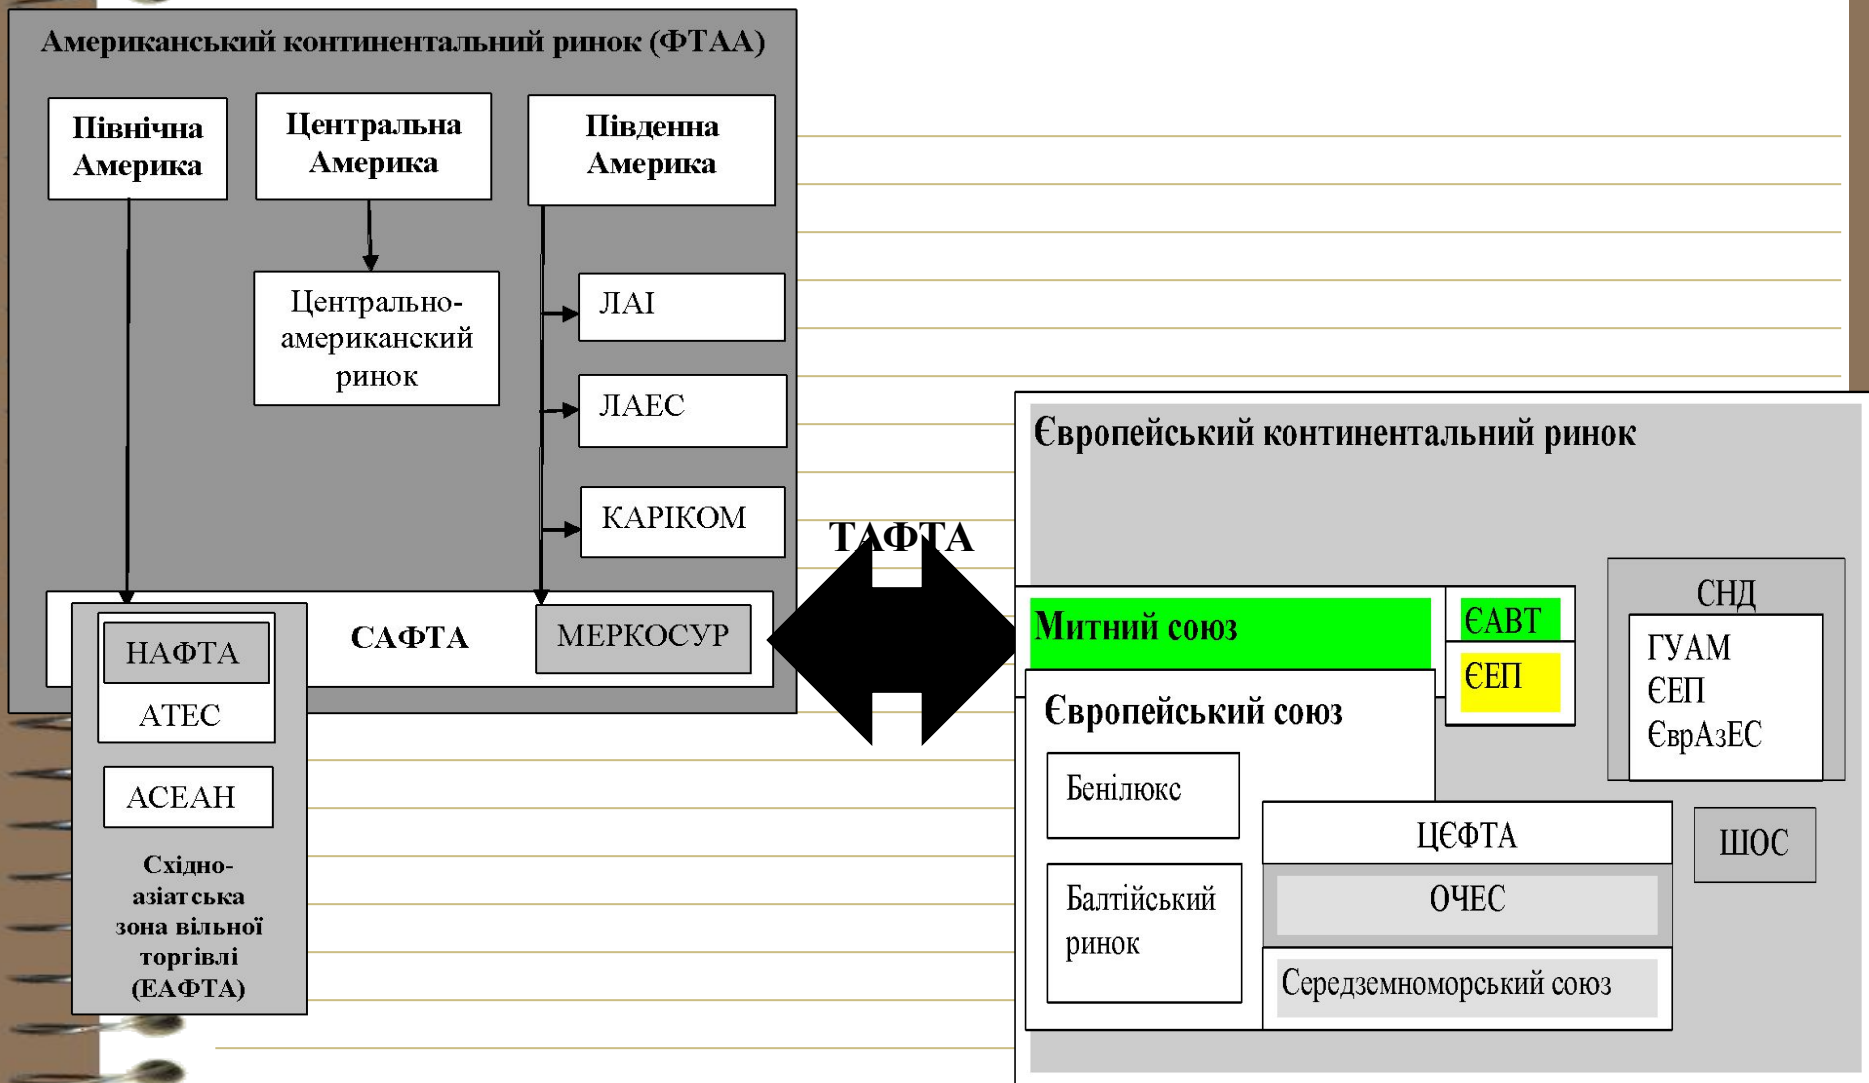 Американський континентальний ринок (ФТАА)
Північна
Америка
Центральна
Америка
Південна
Америка
Центрально-
американский
ринок
ЛАІ
ЛАЕС
КАРІКОМ
САФТА
МЕРКОСУР
НАФТА
АТЕС
АСЕАН
Східно-
азіатська
зона вільної
торгівлі
(ЕАФТА)
ТАФТА
Європейський континентальний ринок
Митний союз
ЄАВТ
ЄЕП
СНД
ГУАМ
ЄЕП
ЄврАзЕС
Європейський союз
Бенілюкс
Балтійський
ринок
ЦЄФТА
ОЧЕС
Середземноморський союз
ШОС